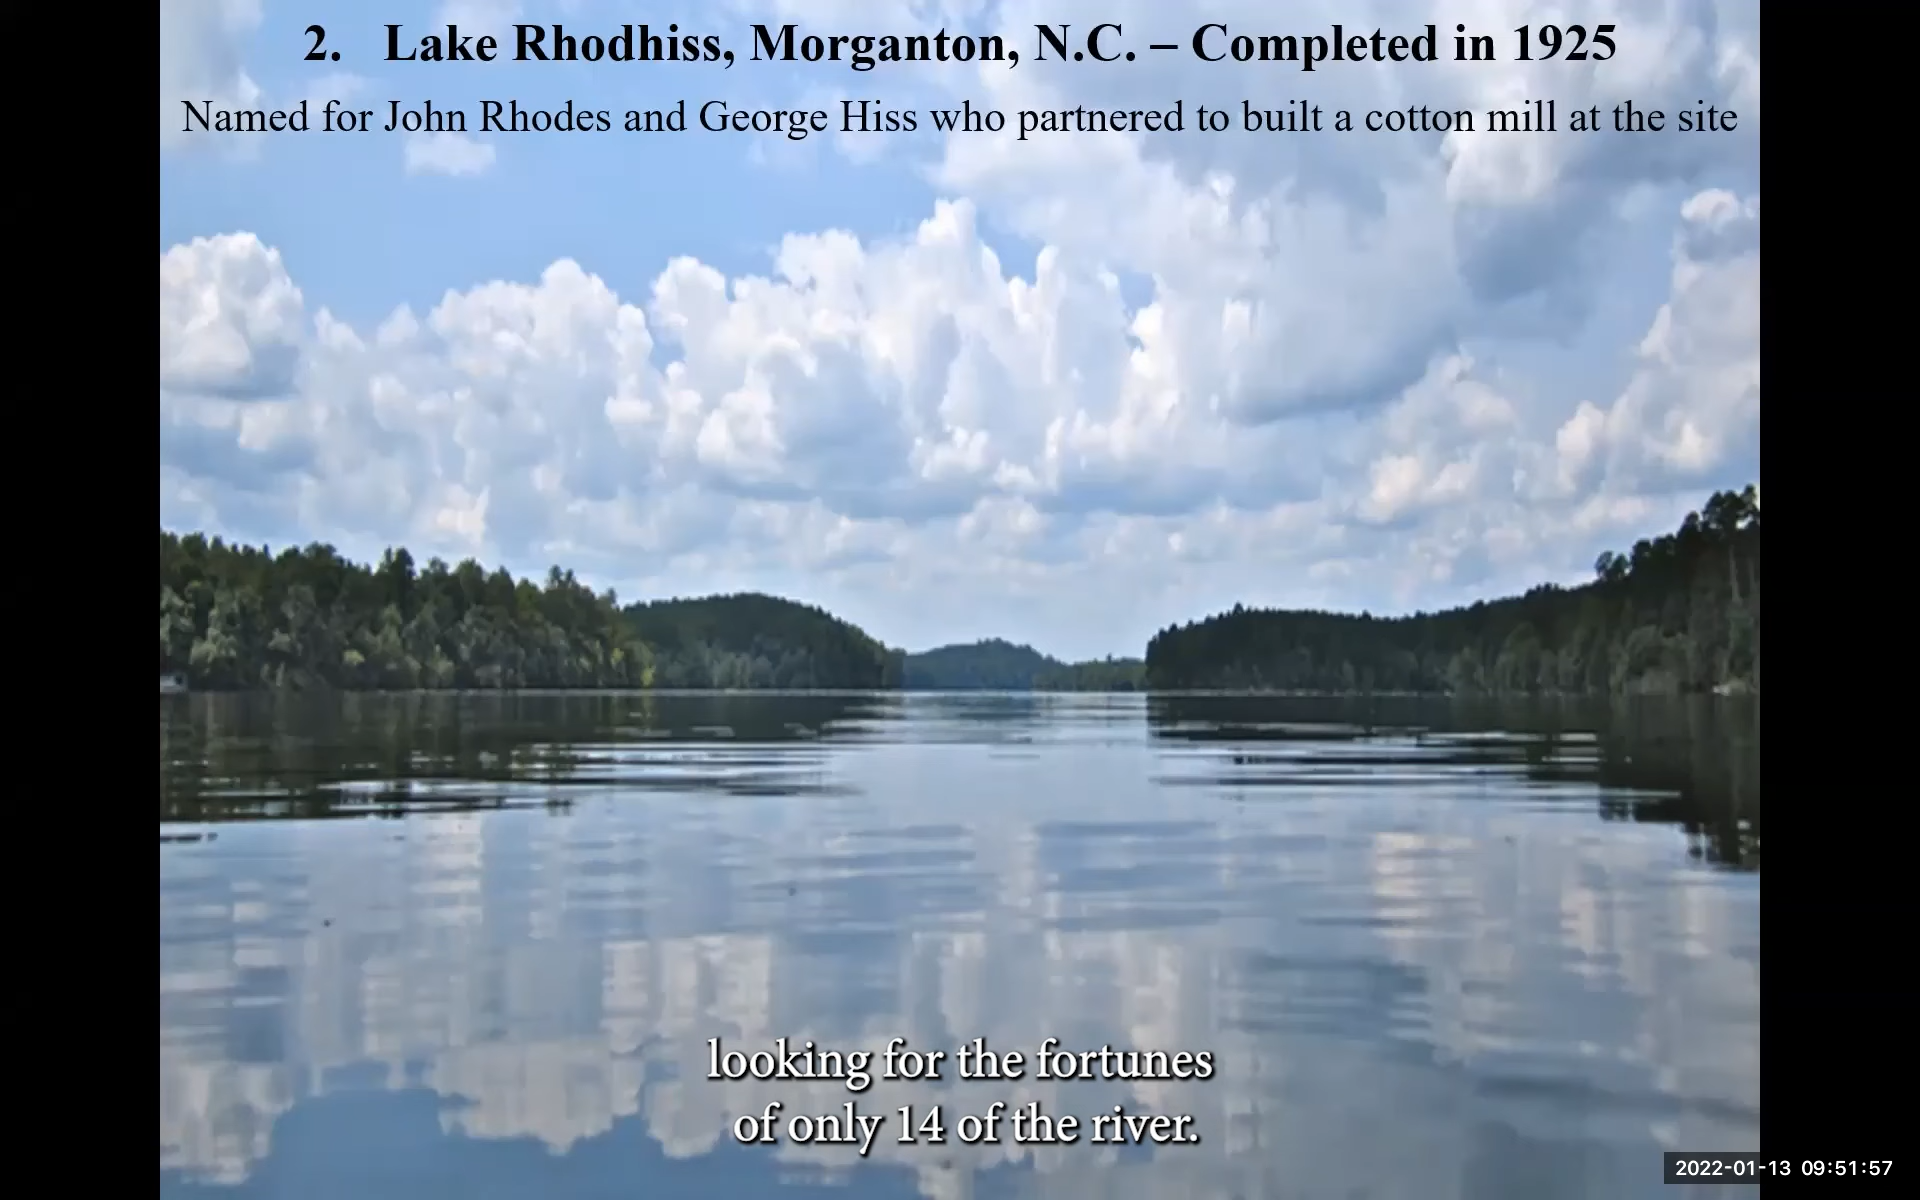 2. Lake Rhodhiss, Morganton, N.C. – Completed in 1925
Named for John Rhodes and George Hiss who partnered to built a cotton mill at the site
looking for the fortunes
of only 14 of the river.
2022-01-13 09:51:57